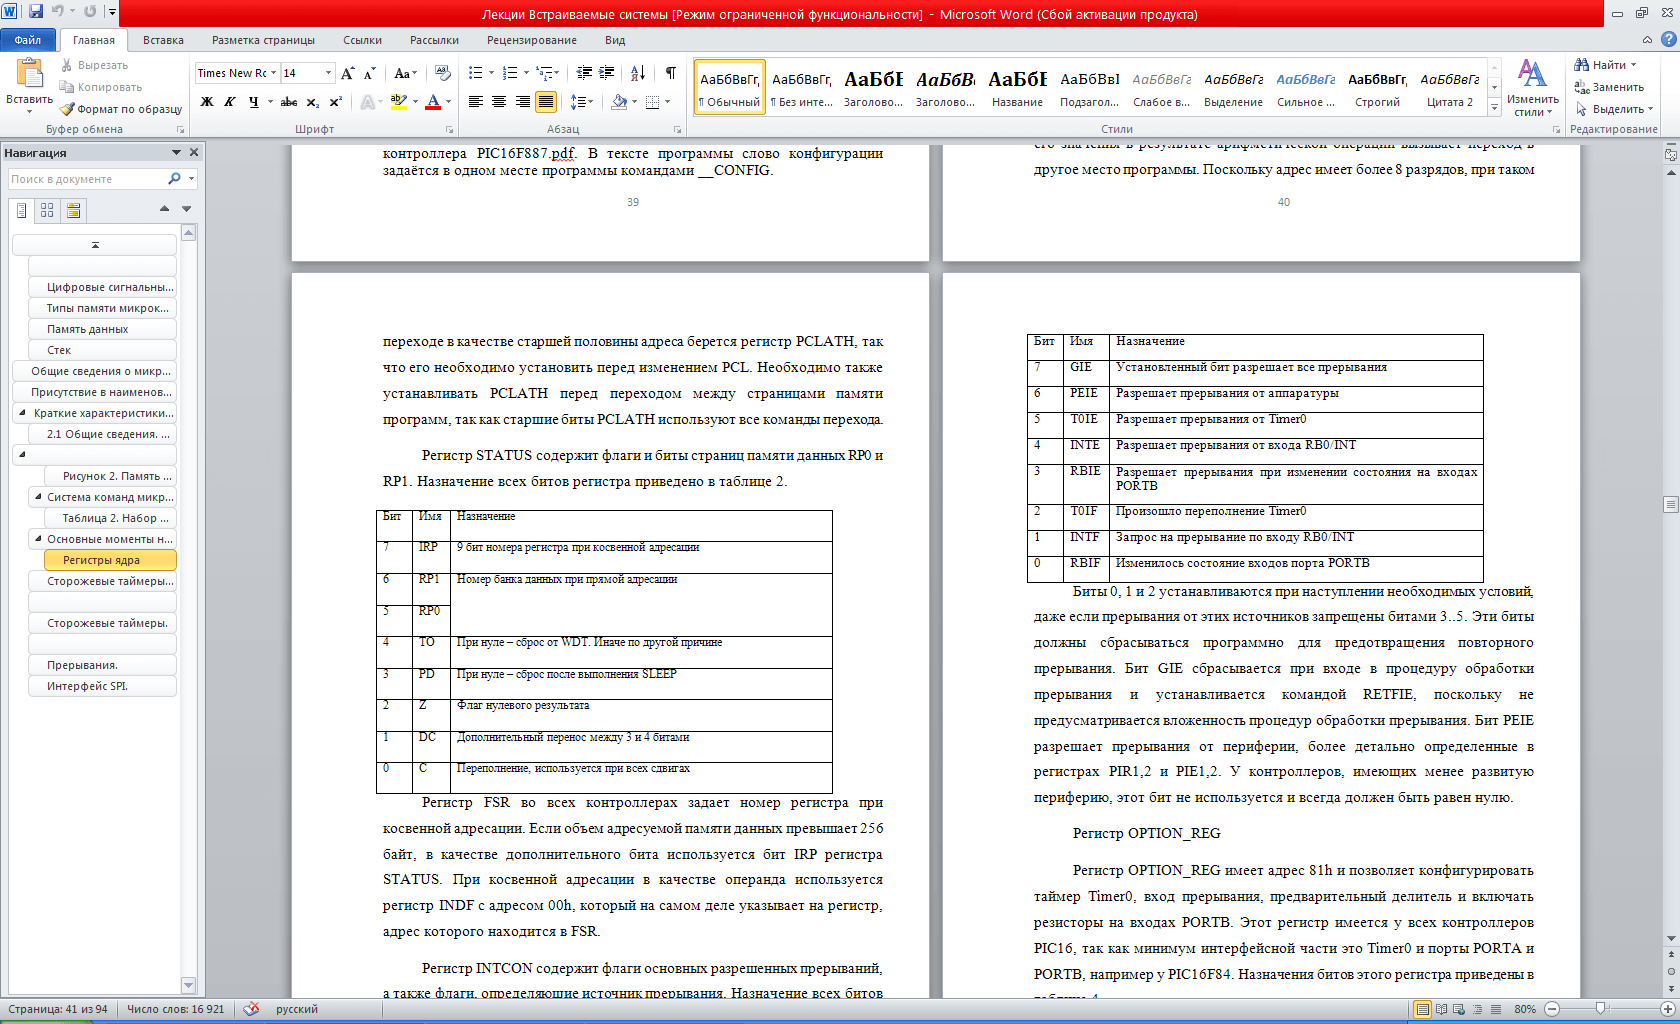 Лекции Встраиваемые системы [Режим ограниченной функциональности] - Microsoft Word (Сбой активации продукта)
Файл Главная Вставка Разметка страницы Ссылки Рассылки Рецензирование Вид
Вставить
Вырезать
Копировать
Формат по образцу
Буфер обмена
Times New Rc 14
Ж К Ч abc x₂ x² A ab A
Шрифт
Абзац
АаБбВвГг, АаБбВвГг, АаБбЕ АаБбВ АаБбЕ АаБбВвІ АаБбВвГг АаБбВвГг АаБбВвГг АаБбВвГг, АаБбВвГг
¶ Обычный ¶ Без инте... Заголово... Заголово... Название Подзагол... Слабое в... Выделение Сильное ... Строгий Цитата 2
Изменить стили
Стили
Найти
Заменить
Выделить
Редактирование
Навигация
Поиск в документе
Цифровые сигнальны...
Типы памяти микрок...
Память данных
Стек
Общие сведения о микр...
Присутствие в наименов...
Краткие характеристики...
2.1 Общие сведения. ...
Рисунок 2. Память ...
Система команд микр...
Таблица 2. Набор ...
Основные моменты н...
Регистры ядра
Сторожевые таймеры...
Сторожевые таймеры.
Прерывания.
Интерфейс SPI.
контроллера PIC16F887.pdf. В тексте программы слово конфигурации
задаётся в одном месте программы командами __CONFIG.
39
его значения в результате арифметической операции вызывает переход в
другое место программы. Поскольку адрес имеет более 8 разрядов, при таком
40
переходе в качестве старшей половины адреса берется регистр PCLATH, так
что его необходимо установить перед изменением PCL. Необходимо также
устанавливать PCLATH перед переходом между страницами памяти
программ, так как старшие биты PCLATH используют все команды перехода.
Регистр STATUS содержит флаги и биты страниц памяти данных RP0 и
RP1. Назначение всех битов регистра приведено в таблице 2.
Бит Имя Назначение
7 IRP 9 бит номера регистра при косвенной адресации
6 RP1 Номер банка данных при прямой адресации
5 RP0
4 TO При нуле – сброс от WDT. Иначе по другой причине
3 PD При нуле – сброс после выполнения SLEEP
2 Z Флаг нулевого результата
1 DC Дополнительный перенос между 3 и 4 битами
0 C Переполнение, используется при всех сдвигах
Регистр FSR во всех контроллерах задает номер регистра при
косвенной адресации. Если объем адресуемой памяти данных превышает 256
байт, в качестве дополнительного бита используется бит IRP регистра
STATUS. При косвенной адресации в качестве операнда используется
регистр INDF с адресом 00h, который на самом деле указывает на регистр,
адрес которого находится в FSR.
Регистр INTCON содержит флаги основных разрешенных прерываний,
а также флаги, определяющие источник прерывания. Назначение всех битов
Бит Имя Назначение
7 GIE Установленный бит разрешает все прерывания
6 PEIE Разрешает прерывания от аппаратуры
5 T0IE Разрешает прерывания от Timer0
4 INTE Разрешает прерывания от входа RB0/INT
3 RBIE Разрешает прерывания при изменении состояния на входах
PORTB
2 T0IF Произошло переполнение Timer0
1 INTF Запрос на прерывание по входу RB0/INT
0 RBIF Изменилось состояние входов порта PORTB
Биты 0, 1 и 2 устанавливаются при наступлении необходимых условий,
даже если прерывания от этих источников запрещены битами 3..5. Эти биты
должны сбрасываться программно для предотвращения повторного
прерывания. Бит GIE сбрасывается при входе в процедуру обработки
прерывания и устанавливается командой RETFIE, поскольку не
предусматривается вложенность процедур обработки прерывания. Бит PEIE
разрешает прерывания от периферии, более детально определенные в
регистрах PIR1,2 и PIE1,2. У контроллеров, имеющих менее развитую
периферию, этот бит не используется и всегда должен быть равен нулю.
Регистр OPTION_REG
Регистр OPTION_REG имеет адрес 81h и позволяет конфигурировать
таймер Timer0, вход прерывания, предварительный делитель и включать
резисторы на входах PORTB. Этот регистр имеется у всех контроллеров
PIC16, так как минимум интерфейсной части это Timer0 и порты PORTA и
PORTB, например у PIC16F84. Назначения битов этого регистра приведены в
таблице 4
Страница: 41 из 94 Число слов: 16 921 русский 80%